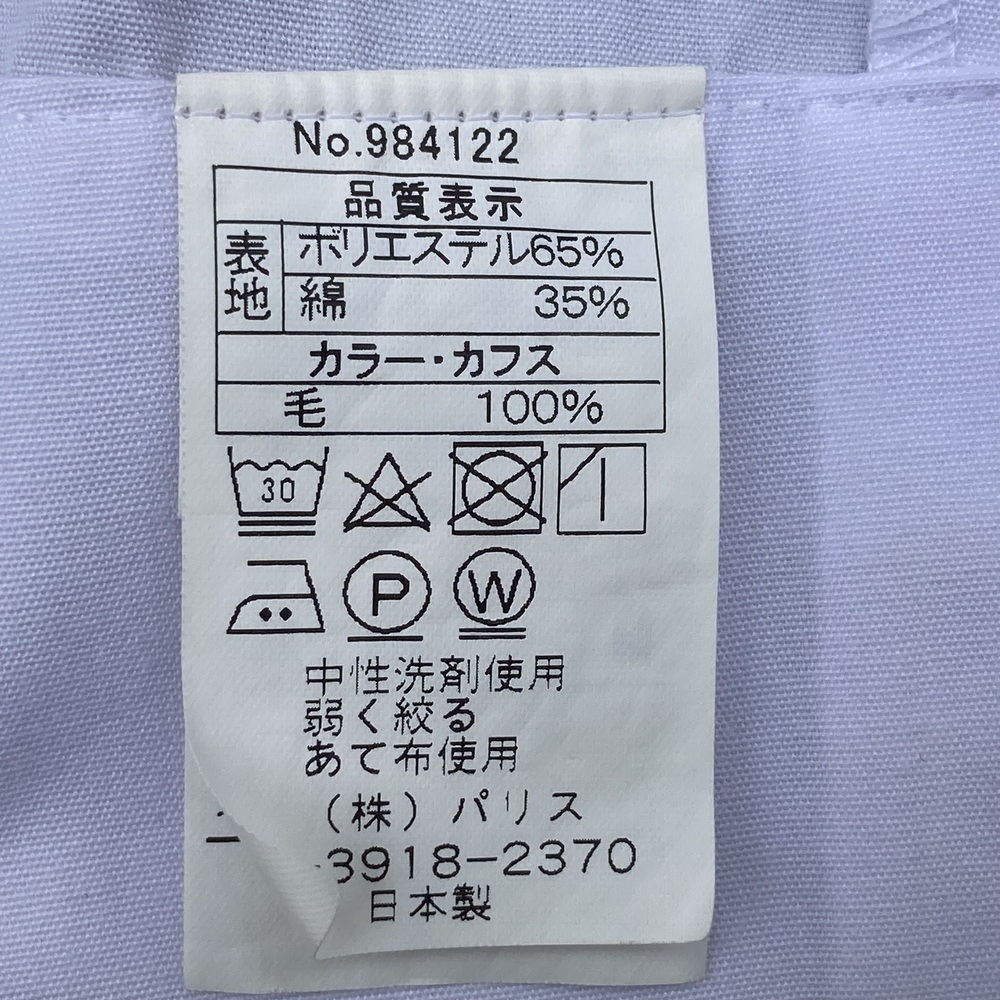 No.984122
品質表示
表地
ポリエステル65%
綿 35%
カラー・カフス
毛 100%
30
P
W
中性洗剤使用
弱く絞る
あて布使用
（株）パリス
3918-2370
日本製